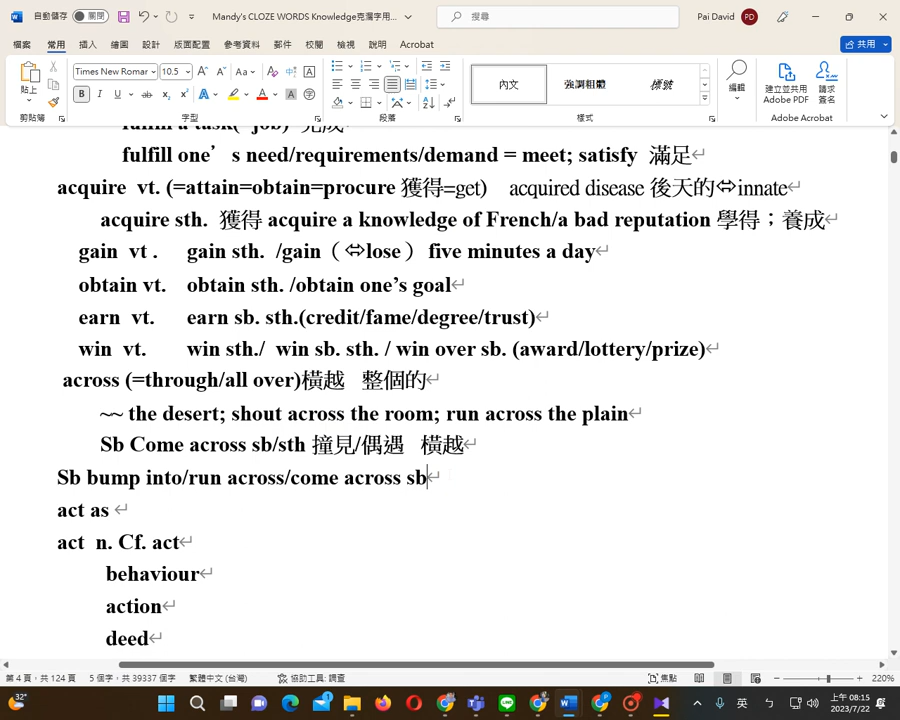 自動儲存 關閉 Mandy's CLOZE WORDS Knowledge克漏字用... 搜尋 Pai David PD
檔案 常用 插入 繪圖 設計 版面配置 參考資料 郵件 校閱 檢視 說明 Acrobat 共用
貼上 Times New Romar 10.5 Aa 內文 強調粗體 標號 編輯 建立並共用 Adobe PDF 請求簽名
B I U ab x₂ x² A A A
剪貼簿 字型 段落 樣式 Adobe Acrobat
fulfill a task( job) 完成
fulfill one's need/requirements/demand = meet; satisfy 滿足
acquire vt. (=attain=obtain=procure 獲得=get) acquired disease 後天的⇔innate
acquire sth. 獲得 acquire a knowledge of French/a bad reputation 學得；養成
gain vt . gain sth. /gain（⇔lose）five minutes a day
obtain vt. obtain sth. /obtain one's goal
earn vt. earn sb. sth.(credit/fame/degree/trust)
win vt. win sth./ win sb. sth. / win over sb. (award/lottery/prize)
across (=through/all over)橫越 整個的
~~ the desert; shout across the room; run across the plain
Sb Come across sb/sth 撞見/偶遇 橫越
Sb bump into/run across/come across sb
act as
act n. Cf. act
behaviour
action
deed
第 4 頁，共 124 頁 5 個字，共 39337 個字 繁體中文 (台灣) 協助工具: 調查 焦點 220%
32° 英 上午 08:15
2023/7/22